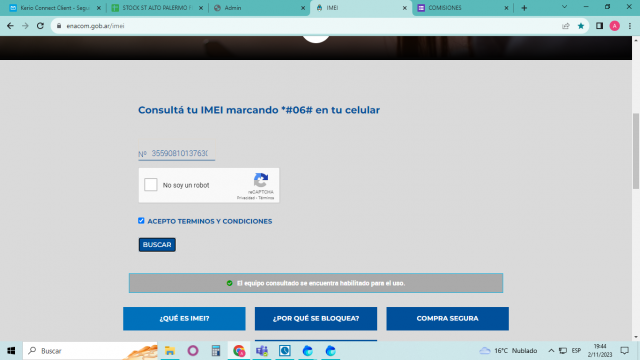 Kerio Connect Client - Segu
STOCK ST ALTO PALERMO
Admin
IMEI
COMISIONES
enacom.gob.ar/imei
A
Consultá tu IMEI marcando *#06# en tu celular
Nº 3559081013763
No soy un robot
reCAPTCHA
Privacidad - Términos
ACEPTO TERMINOS Y CONDICIONES
BUSCAR
El equipo consultado se encuentra habilitado para el uso.
¿QUÉ ES IMEI?
¿POR QUÉ SE BLOQUEA?
COMPRA SEGURA
Buscar
16°C Nublado
ESP
19:44
2/11/2023